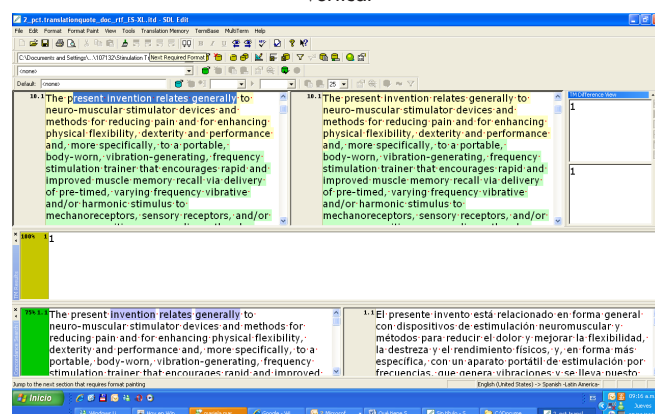 2_pct.translationquote_doc_rtf_ES-XL.itd - SDL Edit
File Edit Format Format Paint View Tools Translation Memory TermBase MultiTerm Help
C:\Documents and Settings\...\107132\Stimulation T
Next Required Format
(none)
Default: (none)
25
10.1 The present invention relates generally to
neuro-muscular stimulator devices and
methods for reducing pain and for enhancing
physical flexibility, dexterity and performance
and, more specifically, to a portable,
body-worn, vibration-generating, frequency
stimulation trainer that encourages rapid and
improved muscle memory recall via delivery
of pre-timed, varying frequency vibrative
and/or harmonic stimulus to
mechanoreceptors, sensory receptors, and/or
10.1 The present invention relates generally to
neuro-muscular stimulator devices and
methods for reducing pain and for enhancing
physical flexibility, dexterity and performance
and, more specifically, to a portable,
body-worn, vibration-generating, frequency
stimulation trainer that encourages rapid and
improved muscle memory recall via delivery
of pre-timed, varying frequency vibrative
and/or harmonic stimulus to
mechanoreceptors, sensory receptors, and/or
TM Difference View
1
1
100% 1 1
75% 1.1 The present invention relates generally to
neuro-muscular stimulator devices and methods for
reducing pain and for enhancing physical flexibility,
dexterity and performance and, more specifically, to a
portable, body-worn, vibration-generating, frequency
stimulation trainer that encourages rapid and improved
1.1 El presente invento está relacionado en forma general
con dispositivos de estimulación neuromuscular y
métodos para reducir el dolor y mejorar la flexibilidad,
la destreza y el rendimiento físicos, y, en forma más
específica, con un aparato portátil de estimulación por
frecuencias, que genera vibraciones y se lleva puesto
Jump to the next section that requires format painting
English (United States) -> Spanish -Latin America-
Inicio
ES
09:16 a.m.
Jueves